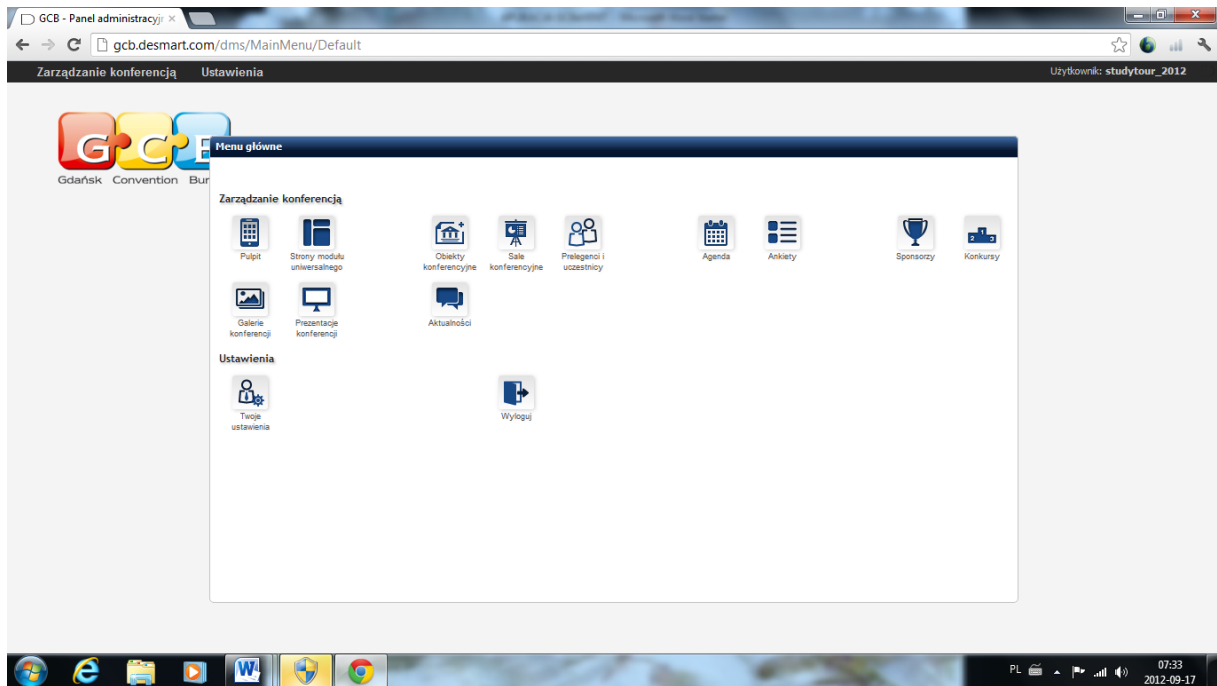 GCB - Panel administracyjn
gcb.desmart.com/dms/MainMenu/Default
Zarządzanie konferencją Ustawienia Użytkownik: studytour_2012
G C B
Gdańsk Convention Bur
Menu główne
Zarządzanie konferencją
Pulpit
Strony modułu
uniwersalnego
Obiekty
konferencyjne
Sale
konferencyjne
Prelegenci i
uczestnicy
Agenda
Ankiety
Sponsorzy
Konkursy
Galerie
konferencji
Prezentacje
konferencji
Aktualności
Ustawienia
Twoje
ustawienia
Wyloguj
PL 07:33
2012-09-17